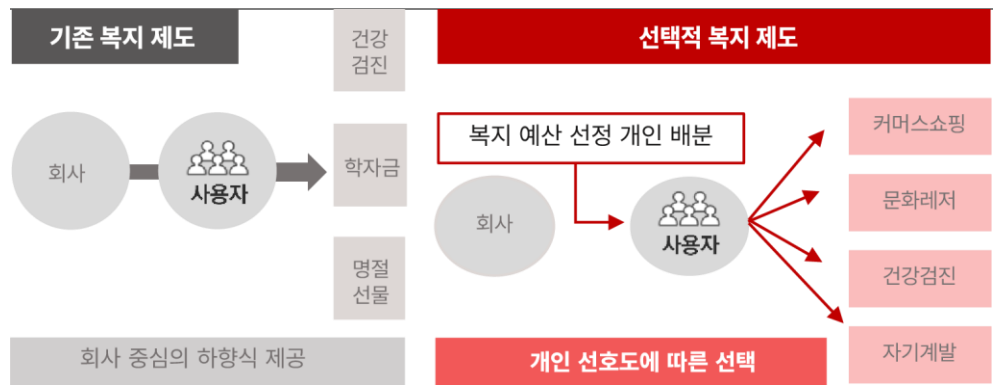 기존 복지 제도
회사
사용자
건강
검진
학자금
명절
선물
회사 중심의 하향식 제공
선택적 복지 제도
복지 예산 선정 개인 배분
회사
사용자
커머스쇼핑
문화레저
건강검진
자기계발
개인 선호도에 따른 선택